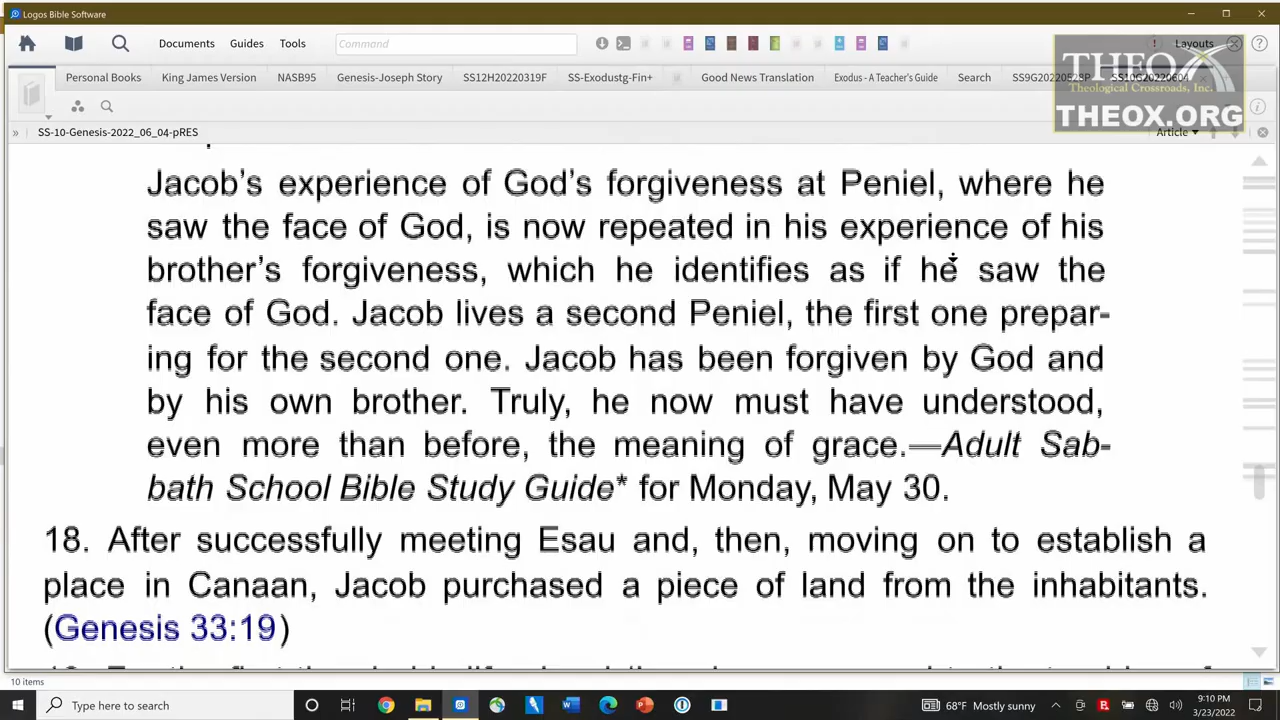 Logos Bible Software
Documents Guides Tools Command Layouts
Personal Books King James Version NASB95 SS12H20220319F SS-Exodustg-Fin+ Good News Translation Exodus - A Teacher's Guide Search
THEOX
Theological Crossroads, Inc.
THEOX.ORG
SS-10-Genesis-2022_06_04-pRES Article
Jacob's experience of God's forgiveness at Peniel, where he
saw the face of God, is now repeated in his experience of his
brother's forgiveness, which he identifies as if he saw the
face of God. Jacob lives a second Peniel, the first one prepar-
ing for the second one. Jacob has been forgiven by God and
by his own brother. Truly, he now must have understood,
even more than before, the meaning of grace.—Adult Sab-
bath School Bible Study Guide* for Monday, May 30.
18. After successfully meeting Esau and, then, moving on to establish a
place in Canaan, Jacob purchased a piece of land from the inhabitants.
(Genesis 33:19)
10 items
Type here to search 68°F Mostly sunny 9:10 PM
3/23/2022